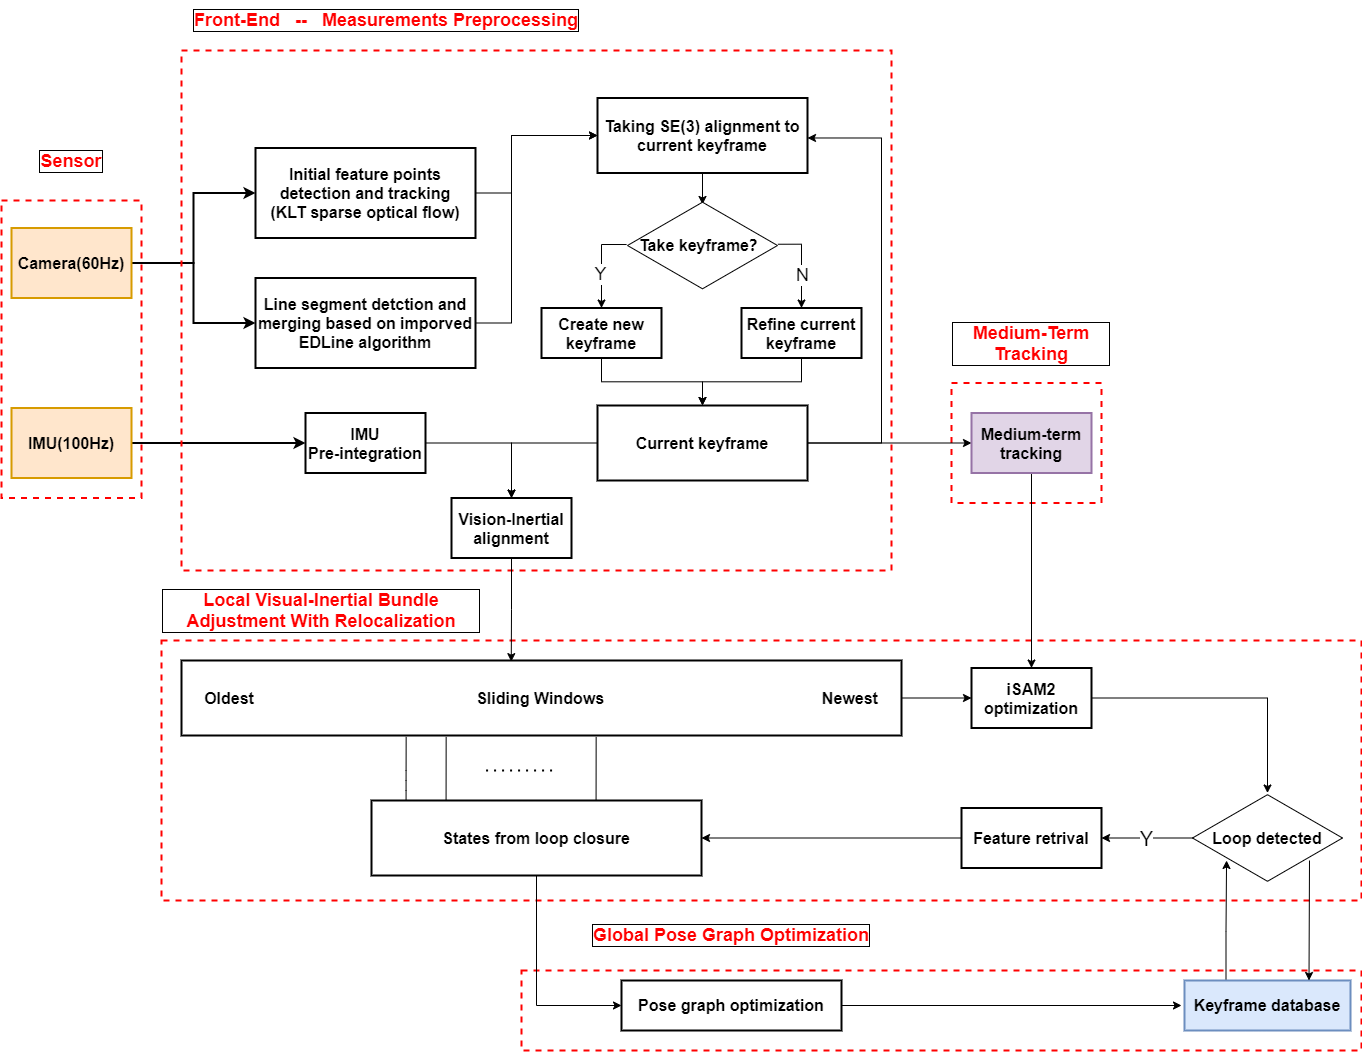 Front-End -- Measurements Preprocessing
Sensor
Camera(60Hz)
IMU(100Hz)
Initial feature points
detection and tracking
(KLT sparse optical flow)
Line segment detction and
merging based on imporved
EDLine algorithm
Taking SE(3) alignment to
current keyframe
Take keyframe?
Y
N
Create new
keyframe
Refine current
keyframe
IMU
Pre-integration
Current keyframe
Vision-Inertial
alignment
Medium-Term
Tracking
Medium-term
tracking
Local Visual-Inertial Bundle
Adjustment With Relocalization
Oldest
Sliding Windows
Newest
iSAM2
optimization
.........
States from loop closure
Feature retrival
Y
Loop detected
Global Pose Graph Optimization
Pose graph optimization
Keyframe database